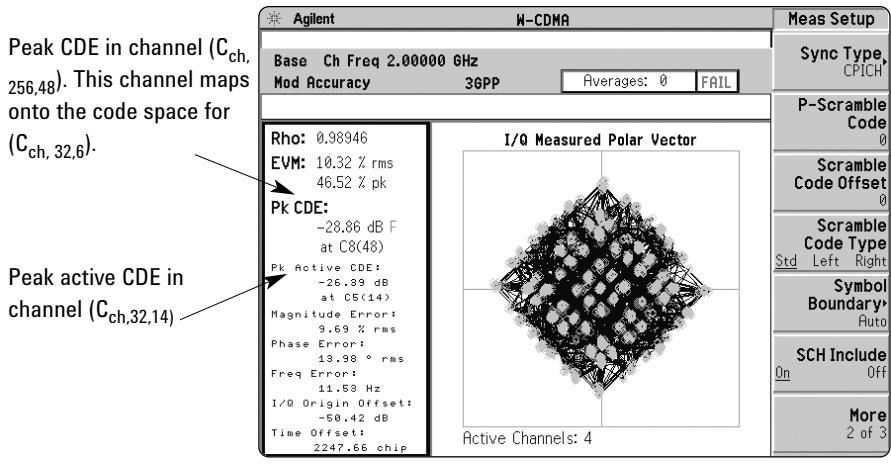 Peak CDE in channel (Cch,
256,48). This channel maps
onto the code space for
(Cch, 32,6).
Peak active CDE in
channel (Cch,32,14)
Agilent
W-CDMA
Base Ch Freq 2.00000 GHz
Mod Accuracy 3GPP Averages: 0 FAIL
Rho: 0.98946
EVM: 10.32 % rms
46.52 % pk
Pk CDE:
-28.86 dB F
at C8(48)
Pk Active CDE:
-26.39 dB
at C5(14)
Magnitude Error:
9.69 % rms
Phase Error:
13.98 ° rms
Freq Error:
11.53 Hz
I/Q Origin Offset:
-50.42 dB
Time Offset:
2247.66 chip
I/Q Measured Polar Vector
Active Channels: 4
Meas Setup
Sync Type
CPICH
P-Scramble
Code
0
Scramble
Code Offset
0
Scramble
Code Type
Std Left Right
Symbol
Boundary
Auto
SCH Include
On Off
More
2 of 3